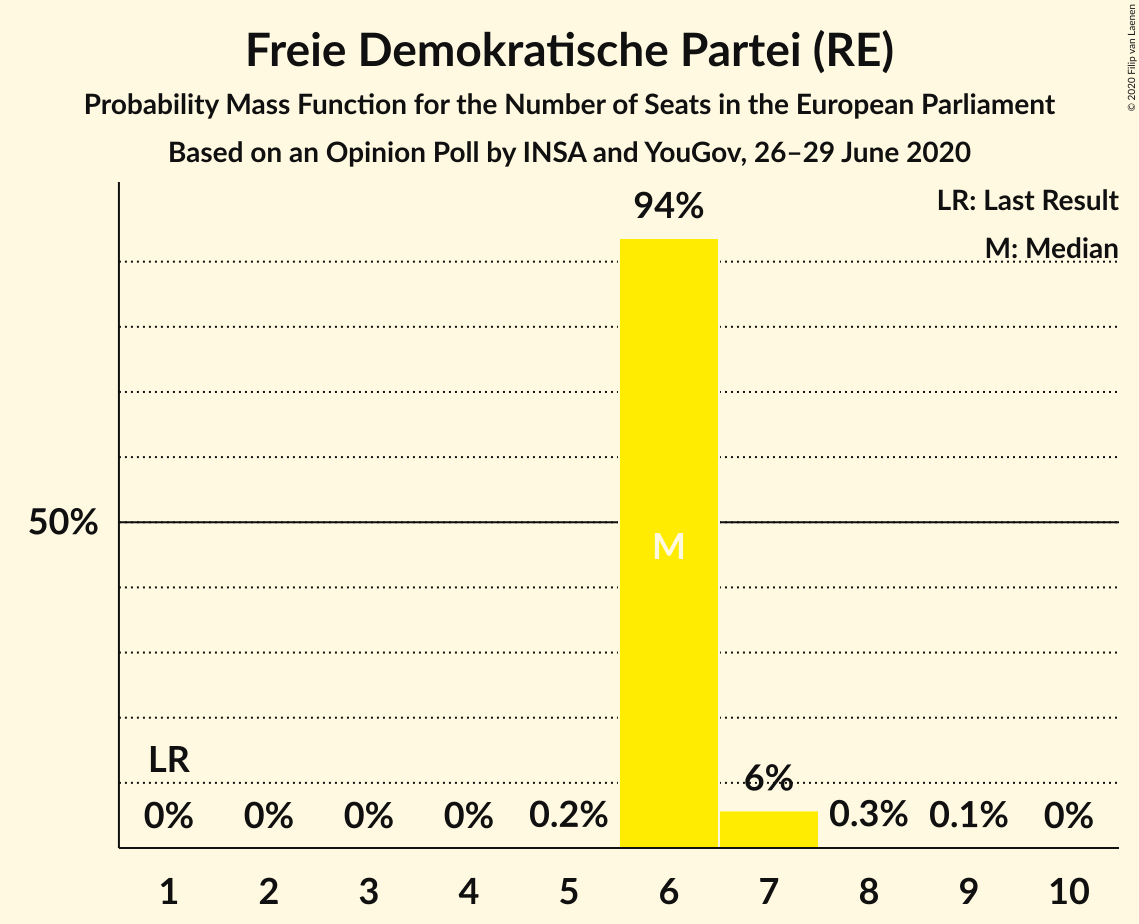 Freie Demokratische Partei (RE)
Probability Mass Function for the Number of Seats in the European Parliament
Based on an Opinion Poll by INSA and YouGov, 26–29 June 2020
© 2020 Filip van Laenen
LR: Last Result
M: Median
94%
50%
M
LR
6%
0% 0% 0% 0% 0.2% 0.3% 0.1% 0%
1 2 3 4 5 6 7 8 9 10